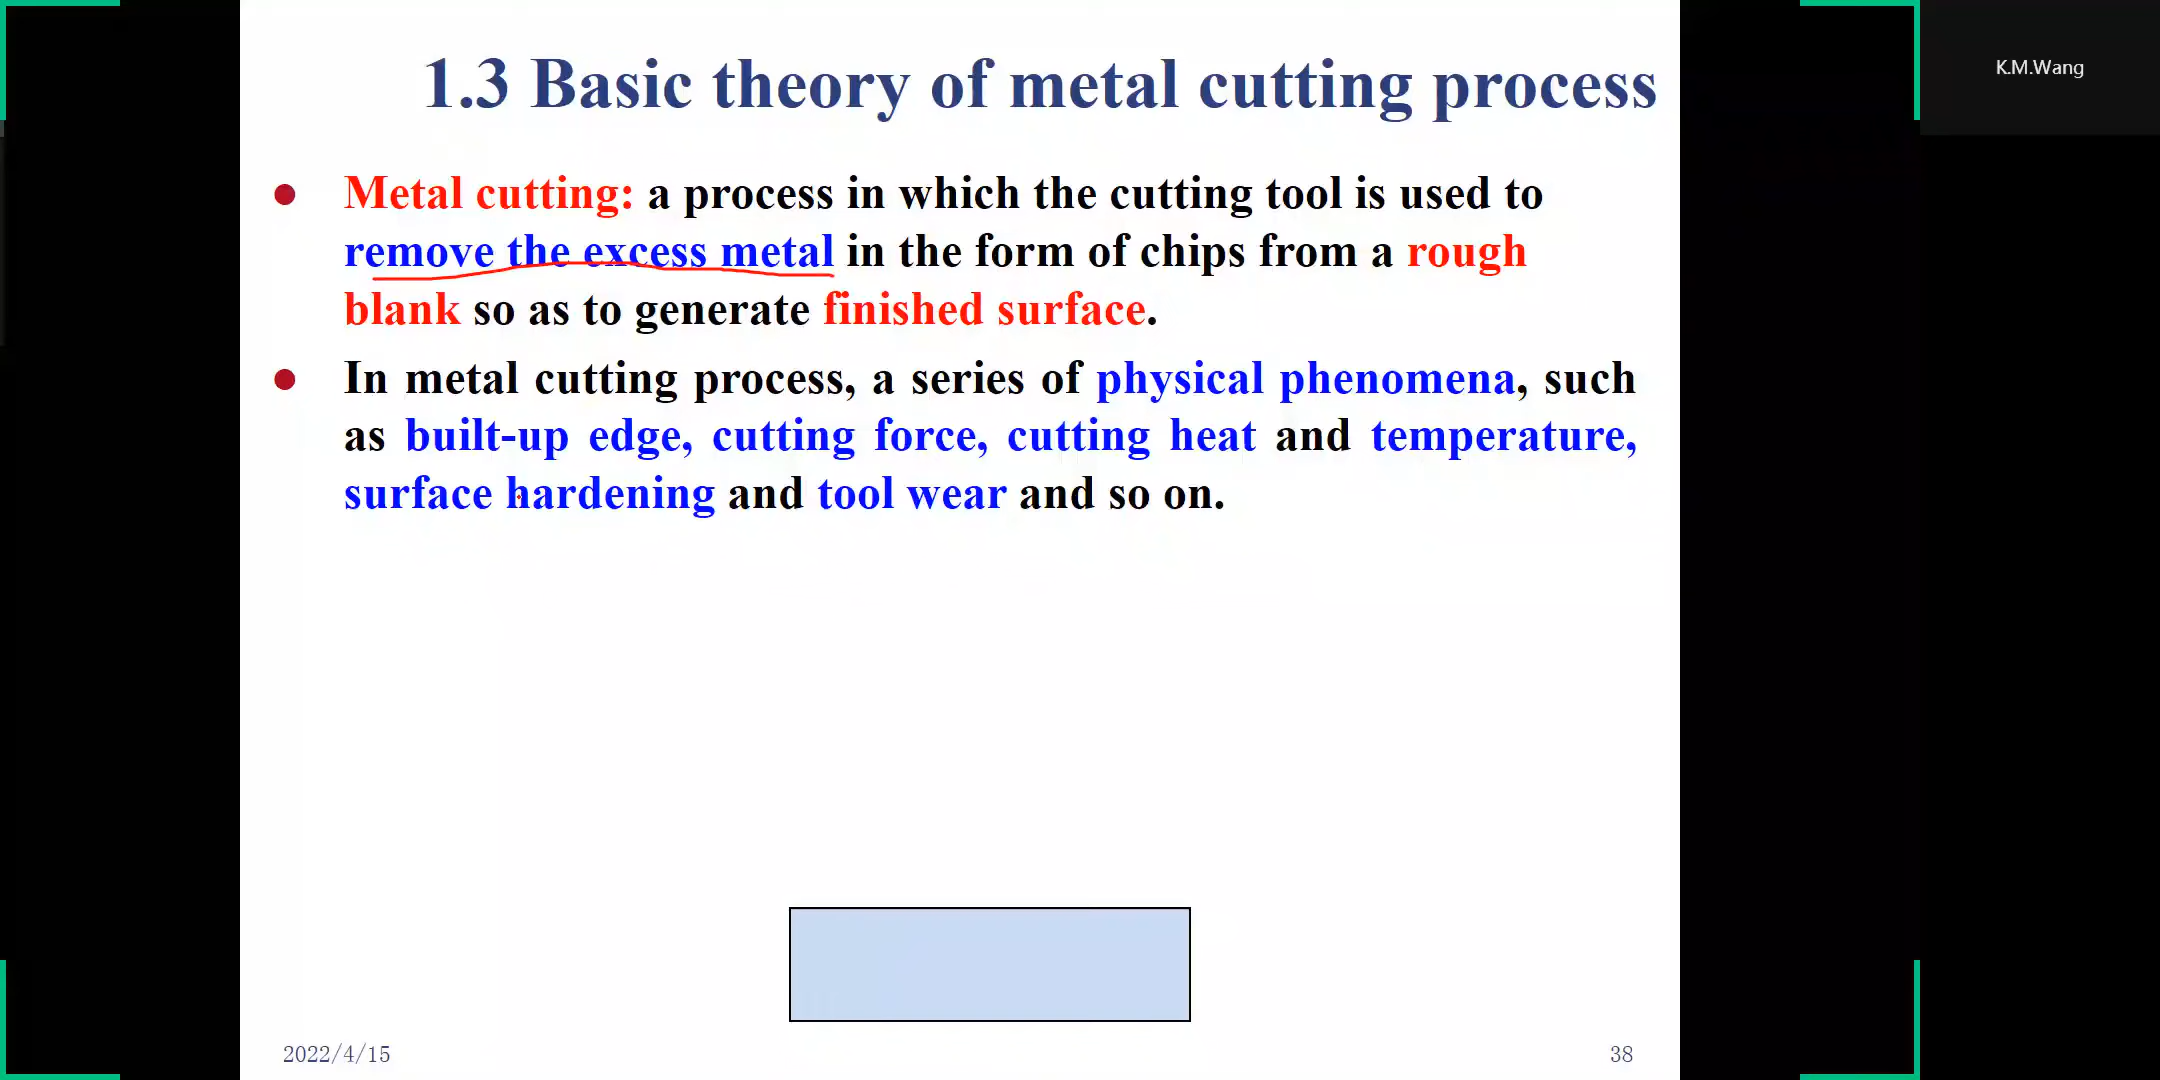 1.3 Basic theory of metal cutting process
K.M.Wang
Metal cutting: a process in which the cutting tool is used to
remove the excess metal in the form of chips from a rough
blank so as to generate finished surface.
In metal cutting process, a series of physical phenomena, such
as built-up edge, cutting force, cutting heat and temperature,
surface hardening and tool wear and so on.
2022/4/15
38